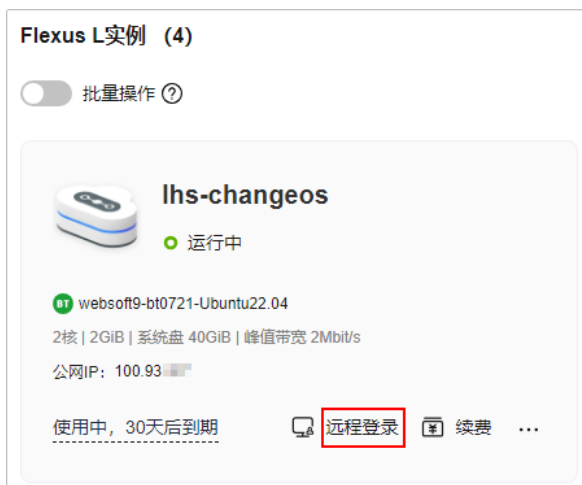 Flexus L实例 (4)
批量操作 ?
lhs-changeos
运行中
BT websoft9-bt0721-Ubuntu22.04
2核 | 2GiB | 系统盘 40GiB | 峰值带宽 2Mbit/s
公网IP: 100.93
使用中，30天后到期 远程登录 ¥ 续费 ...